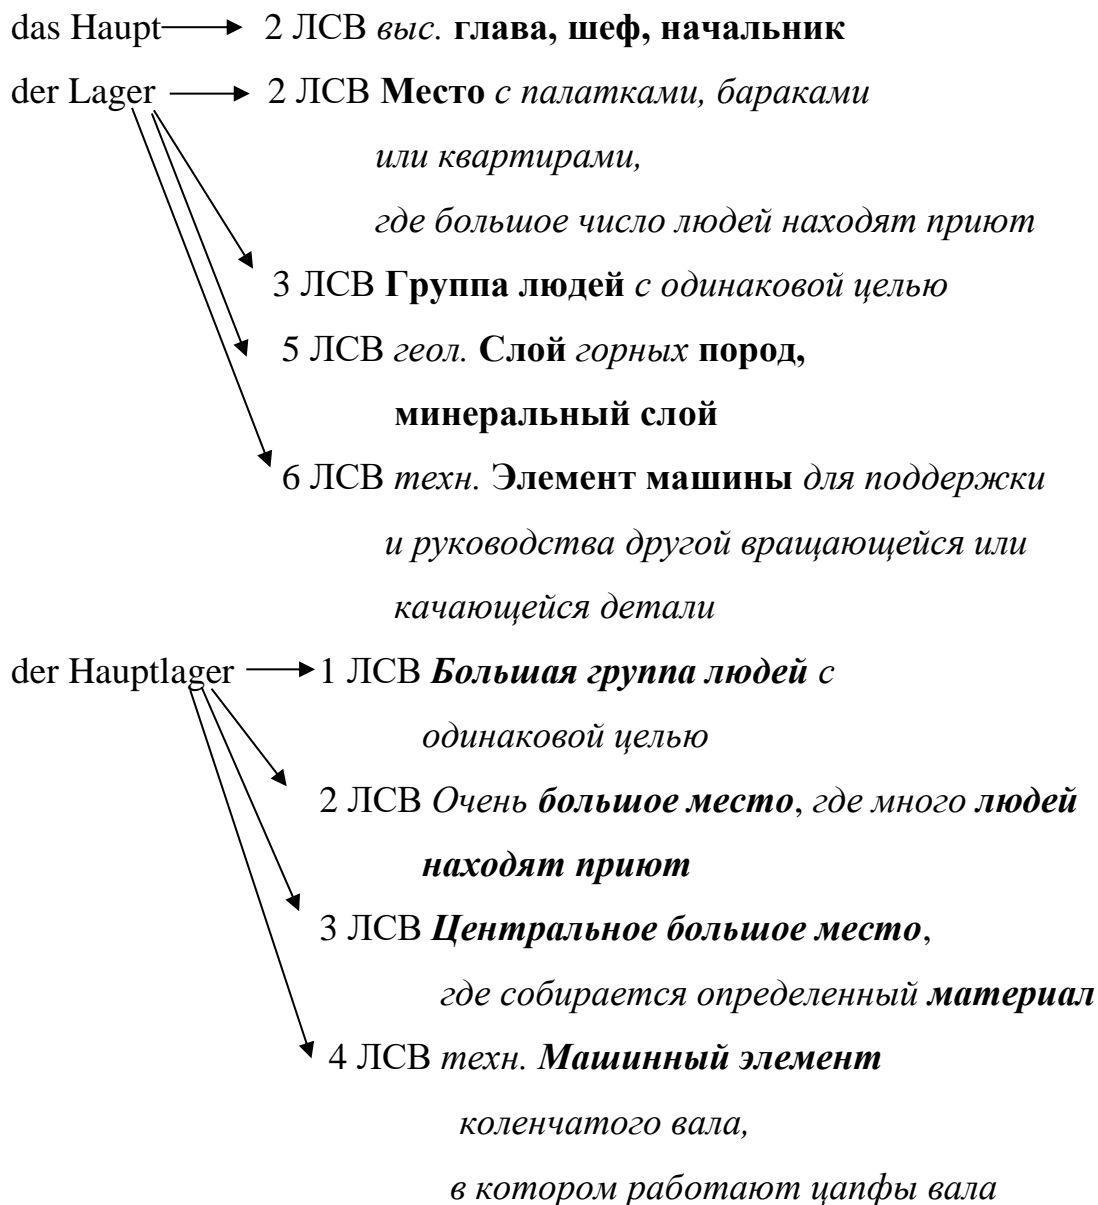 das Haupt 2 ЛСВ выс. глава, шеф, начальник
der Lager 2 ЛСВ Место с палатками, бараками
или квартирами,
где большое число людей находят приют
3 ЛСВ Группа людей с одинаковой целью
5 ЛСВ геол. Слой горных пород,
минеральный слой
6 ЛСВ техн. Элемент машины для поддержки
и руководства другой вращающейся или
качающейся детали
der Hauptlager 1 ЛСВ Большая группа людей с
одинаковой целью
2 ЛСВ Очень большое место, где много людей
находят приют
3 ЛСВ Центральное большое место,
где собирается определенный материал
4 ЛСВ техн. Машинный элемент
коленчатого вала,
в котором работают цапфы вала